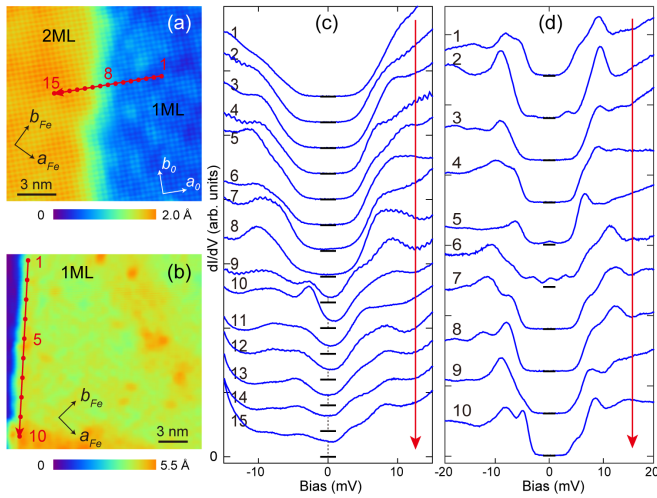 (a)
2ML
15
8
1
1ML
b_Fe
a_Fe
b_0
a_0
3 nm
0
2.0 Å
(b)
1ML
1
5
10
b_Fe
a_Fe
3 nm
0
5.5 Å
(c)
dI/dV (arb. units)
1
2
3
4
5
6
7
8
9
10
11
12
13
14
15
0
-10
0
10
Bias (mV)
(d)
1
2
3
4
5
6
7
8
9
10
-20
-10
0
10
20
Bias (mV)